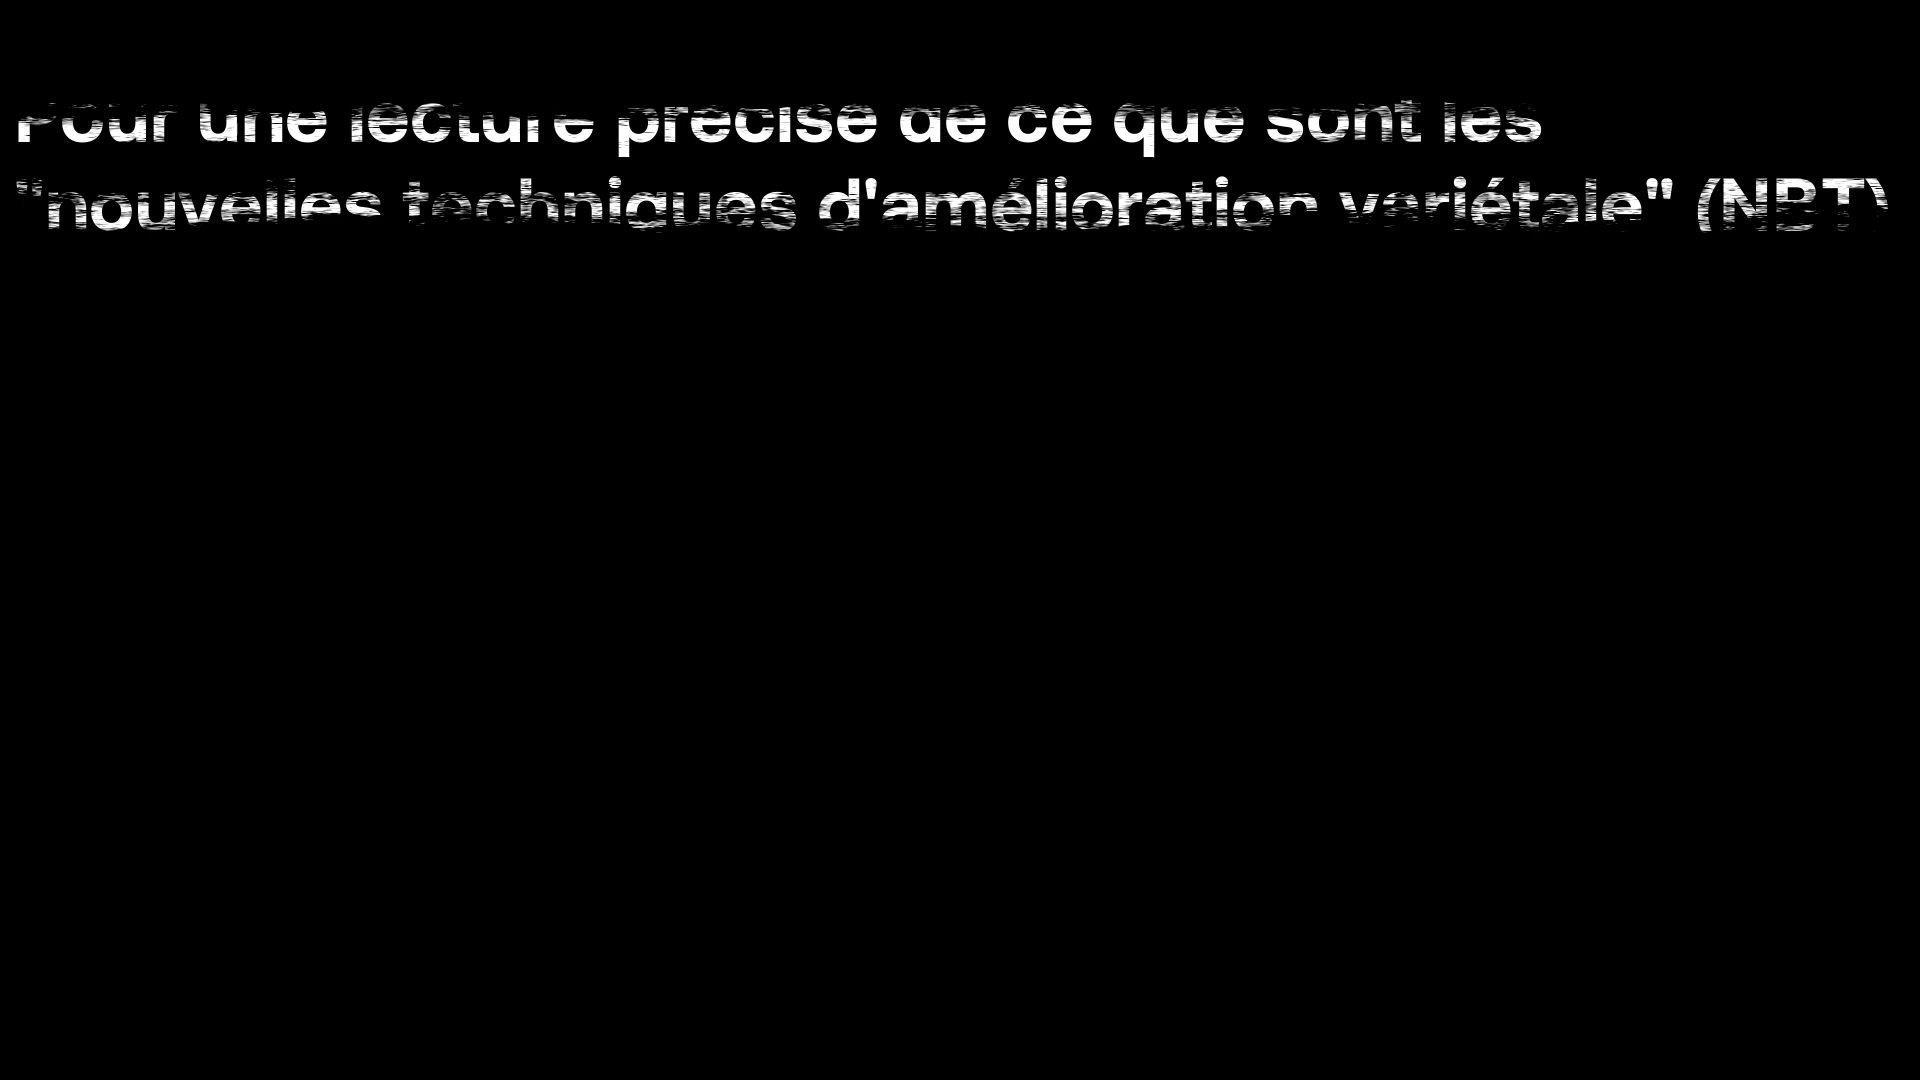 Pour une lecture précise de ce que sont les
"nouvelles techniques d'amélioration variétale" (NBT)